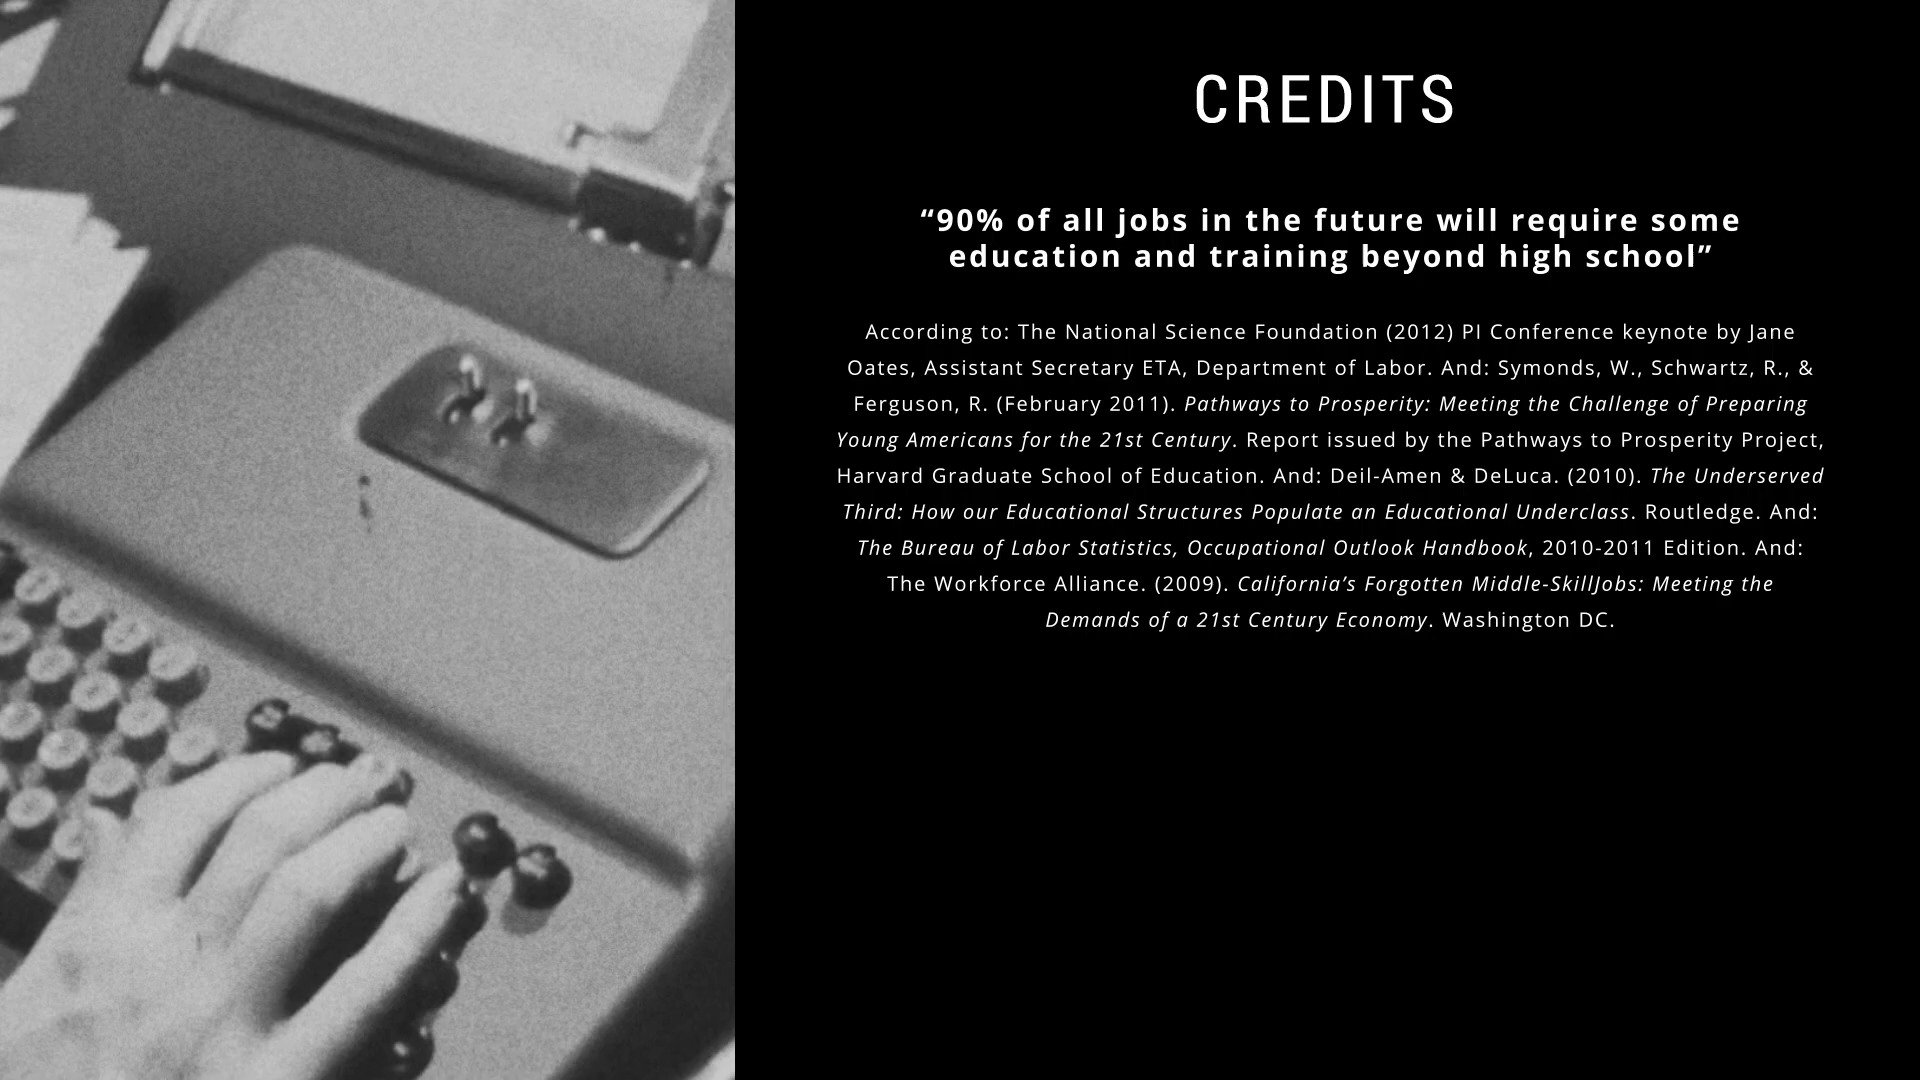 CREDITS
“90% of all jobs in the future will require some
education and training beyond high school”
According to: The National Science Foundation (2012) PI Conference keynote by Jane
Oates, Assistant Secretary ETA, Department of Labor. And: Symonds, W., Schwartz, R., &
Ferguson, R. (February 2011). Pathways to Prosperity: Meeting the Challenge of Preparing
Young Americans for the 21st Century. Report issued by the Pathways to Prosperity Project,
Harvard Graduate School of Education. And: Deil-Amen & DeLuca. (2010). The Underserved
Third: How our Educational Structures Populate an Educational Underclass. Routledge. And:
The Bureau of Labor Statistics, Occupational Outlook Handbook, 2010-2011 Edition. And:
The Workforce Alliance. (2009). California’s Forgotten Middle-SkillJobs: Meeting the
Demands of a 21st Century Economy. Washington DC.